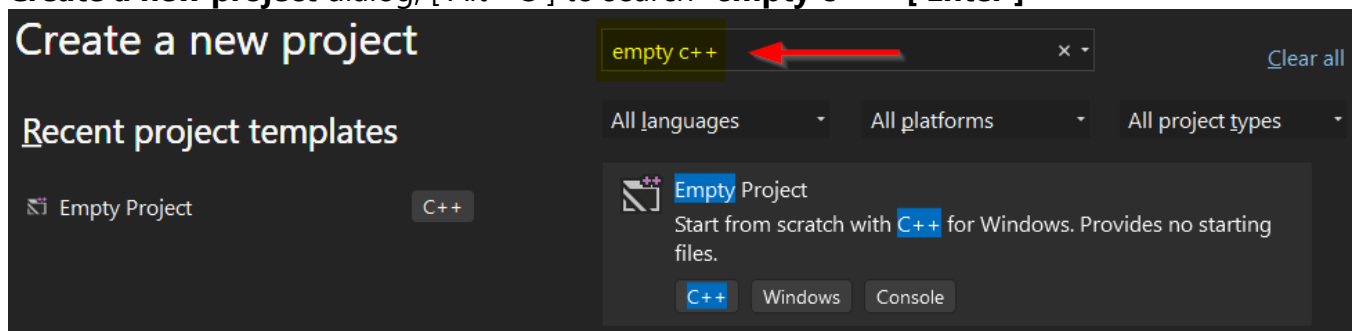 Create a new project
empty c++
Clear all
All languages
All platforms
All project types
Recent project templates
Empty Project
C++
Empty Project
Start from scratch with C++ for Windows. Provides no starting
files.
C++
Windows
Console